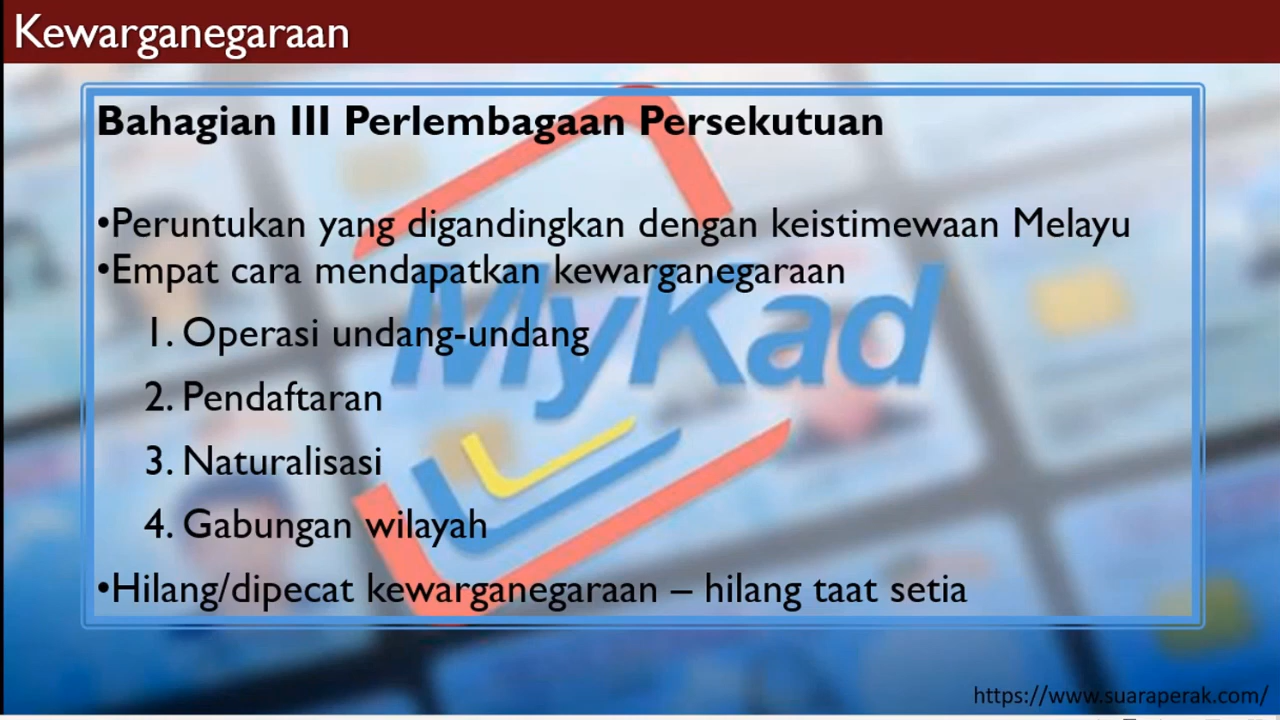 Kewarganegaraan
Bahagian III Perlembagaan Persekutuan
•Peruntukan yang digandingkan dengan keistimewaan Melayu
•Empat cara mendapatkan kewarganegaraan
1. Operasi undang-undang
2. Pendaftaran
3. Naturalisasi
4. Gabungan wilayah
•Hilang/dipecat kewarganegaraan – hilang taat setia
MyKad
https://www.suaraperak.com/